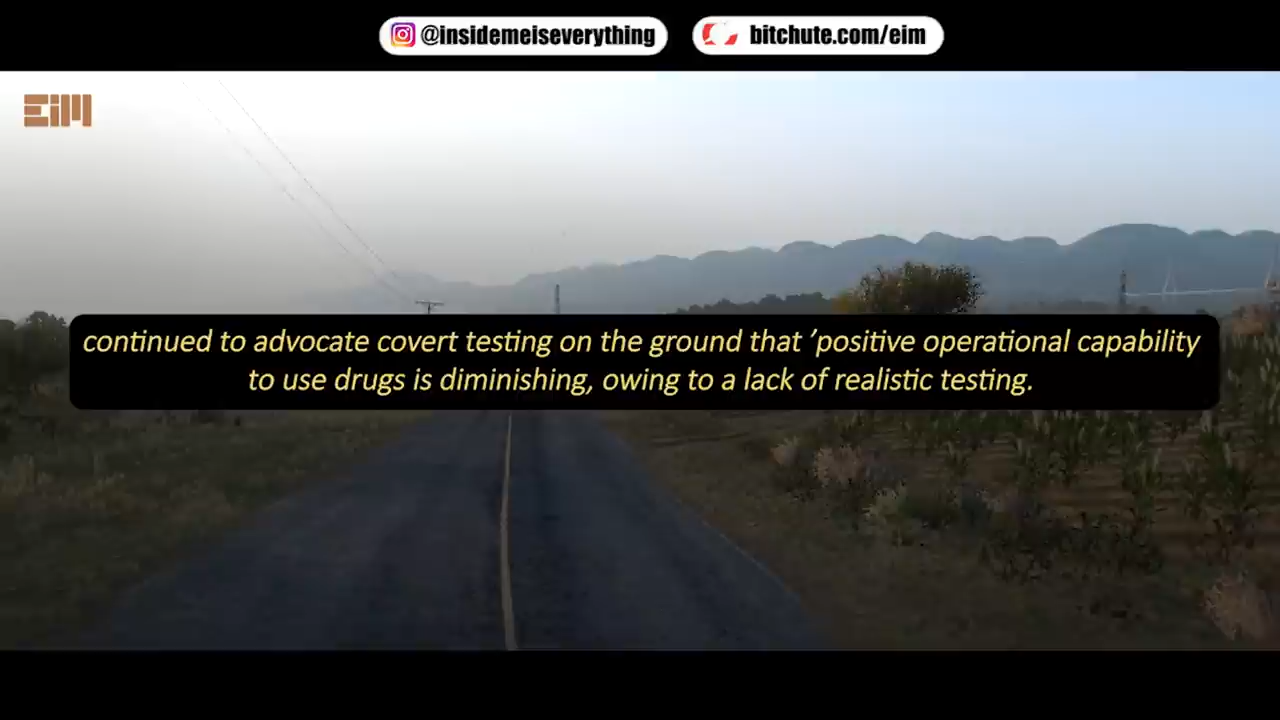 @insidemeiseverything
bitchute.com/eim
EiM
continued to advocate covert testing on the ground that ’positive operational capability
to use drugs is diminishing, owing to a lack of realistic testing.